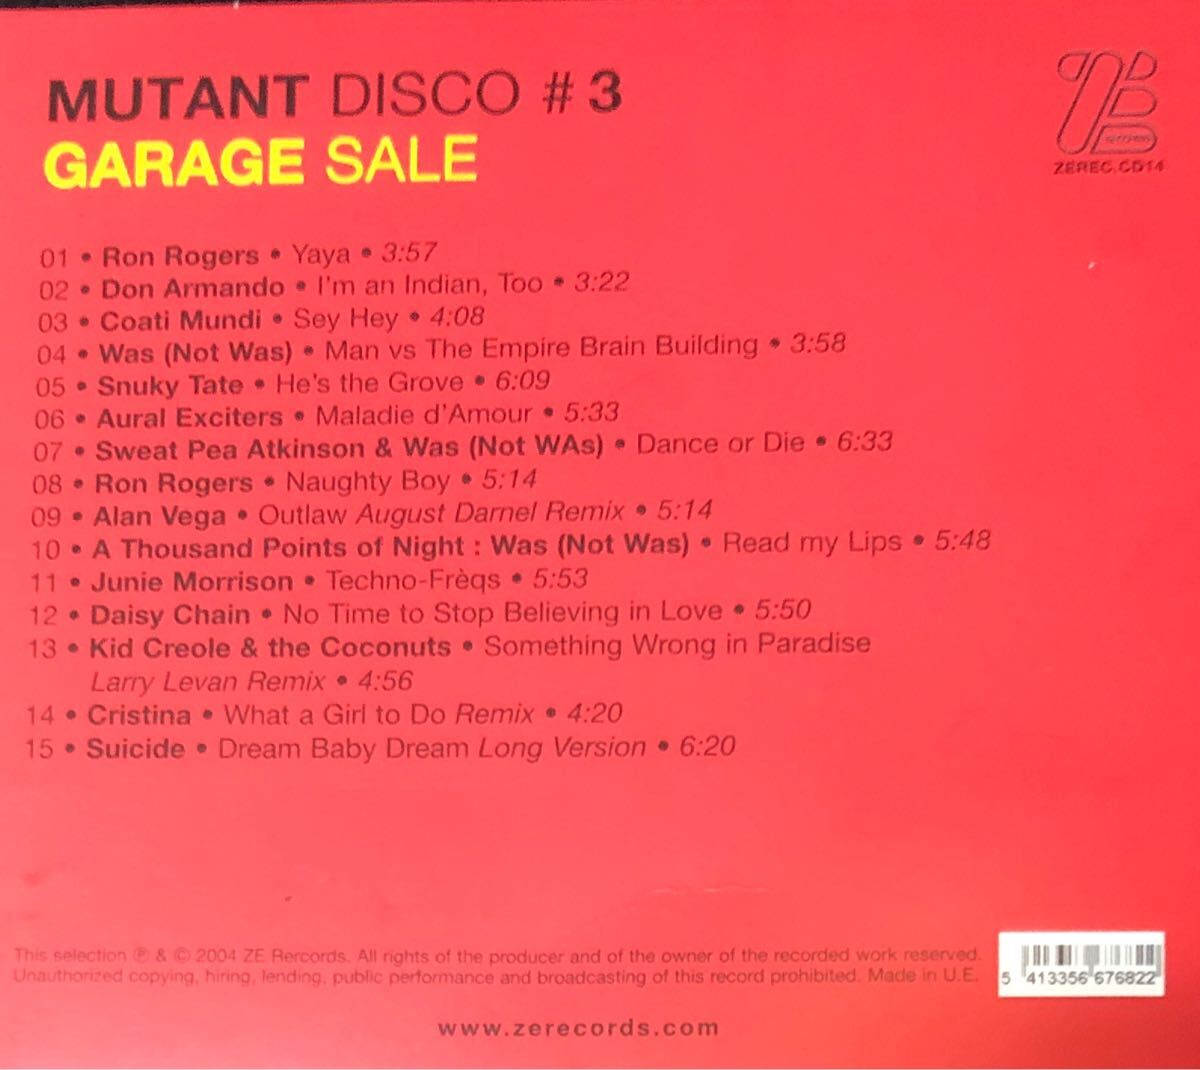 MUTANT DISCO # 3
GARAGE SALE
RECORDS
ZEREC.CD14
01 • Ron Rogers • Yaya • 3:57
02 • Don Armando • I'm an Indian, Too • 3:22
03 • Coati Mundi • Sey Hey • 4:08
04 • Was (Not Was) • Man vs The Empire Brain Building • 3:58
05 • Snuky Tate • He's the Grove • 6:09
06 • Aural Exciters • Maladie d'Amour • 5:33
07 • Sweat Pea Atkinson & Was (Not WAs) • Dance or Die • 6:33
08 • Ron Rogers • Naughty Boy • 5:14
09 • Alan Vega • Outlaw August Darnel Remix • 5:14
10 • A Thousand Points of Night : Was (Not Was) • Read my Lips • 5:48
11 • Junie Morrison • Techno-Frèqs • 5:53
12 • Daisy Chain • No Time to Stop Believing in Love • 5:50
13 • Kid Creole & the Coconuts • Something Wrong in Paradise
Larry Levan Remix • 4:56
14 • Cristina • What a Girl to Do Remix • 4:20
15 • Suicide • Dream Baby Dream Long Version • 6:20
This selection ℗ & © 2004 ZE Rercords. All rights of the producer and of the owner of the recorded work reserved.
Unauthorized copying, hiring, lending, public performance and broadcasting of this record prohibited. Made in U.E.
5 413356 676822
www.zerecords.com